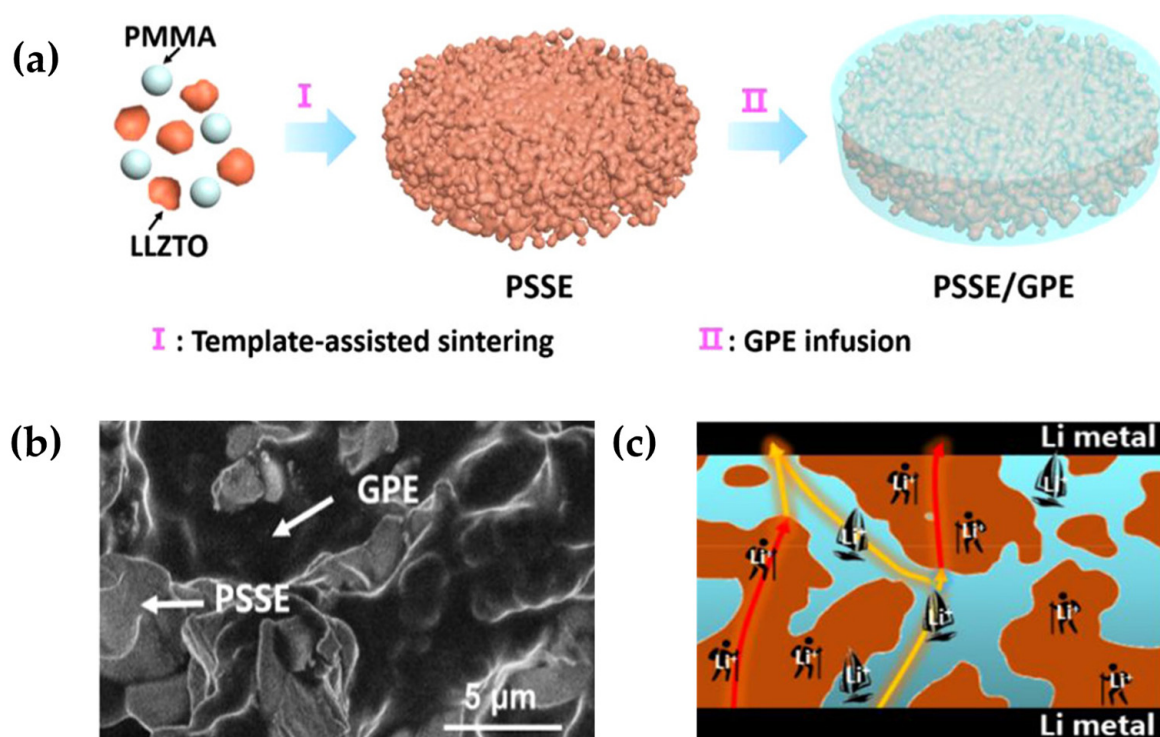 (a)
PMMA
LLZTO
I
PSSE
II
PSSE/GPE
I : Template-assisted sintering
II : GPE infusion
(b)
GPE
PSSE
5 μm
(c)
Li metal
Li⁺
Li⁺
Li⁺
Li⁺
Li⁺
Li⁺
Li⁺
Li⁺
Li⁺
Li⁺
Li⁺
Li metal